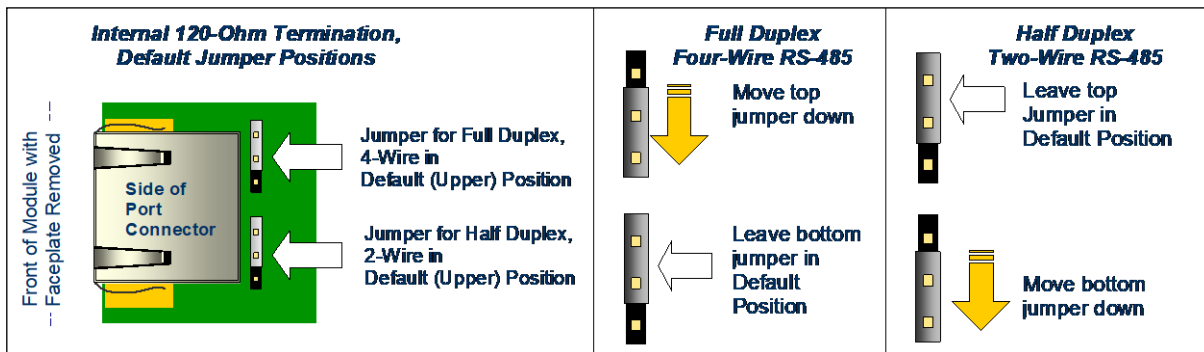 Internal 120-Ohm Termination,
Default Jumper Positions
Front of Module with
--- Faceplate Removed ---
Side of
Port
Connector
Jumper for Full Duplex,
4-Wire in
Default (Upper) Position
Jumper for Half Duplex,
2-Wire in
Default (Upper) Position
Full Duplex
Four-Wire RS-485
Move top
jumper down
Leave bottom
jumper in
Default
Position
Half Duplex
Two-Wire RS-485
Leave top
Jumper in
Default Position
Move bottom
jumper down